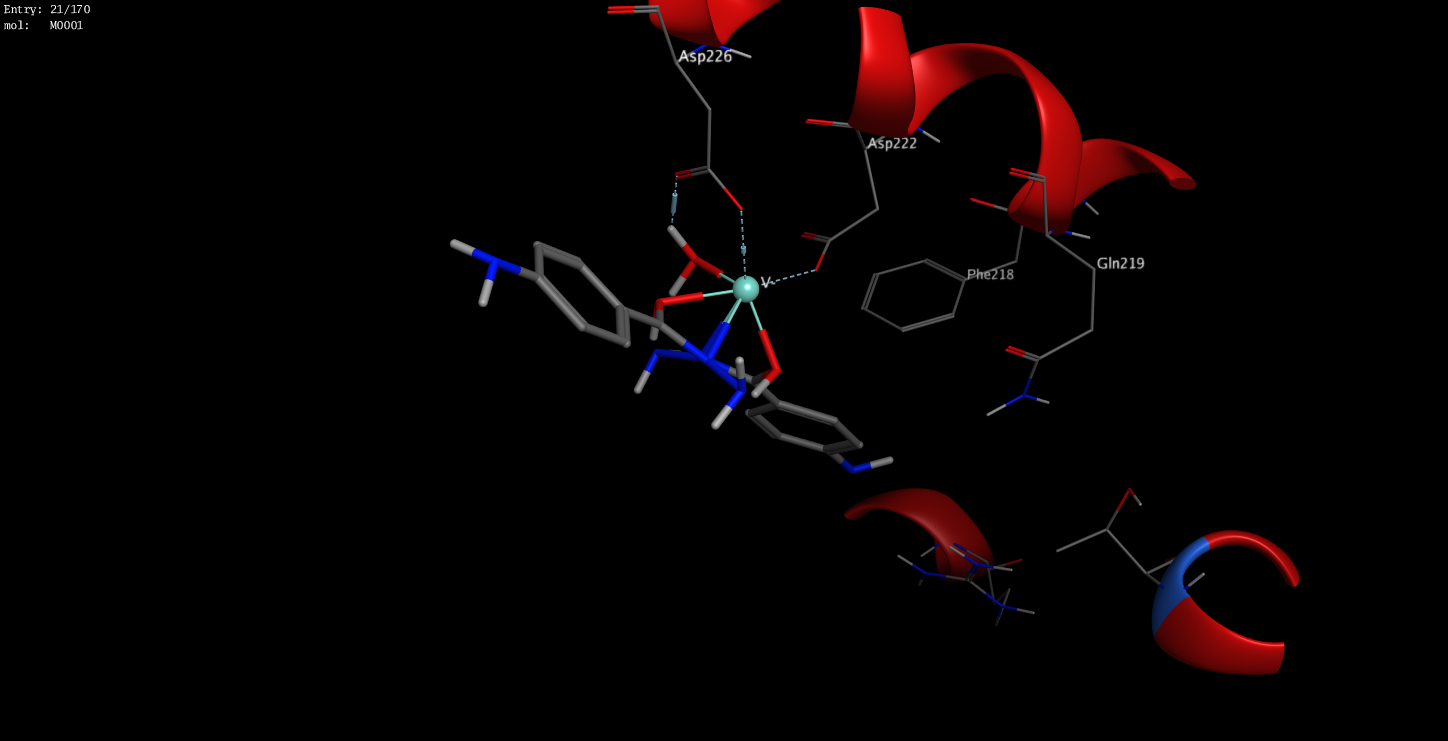 Entry: 21/170
mol: M0001
Asp226
Asp222
Gln219
Phe218
V